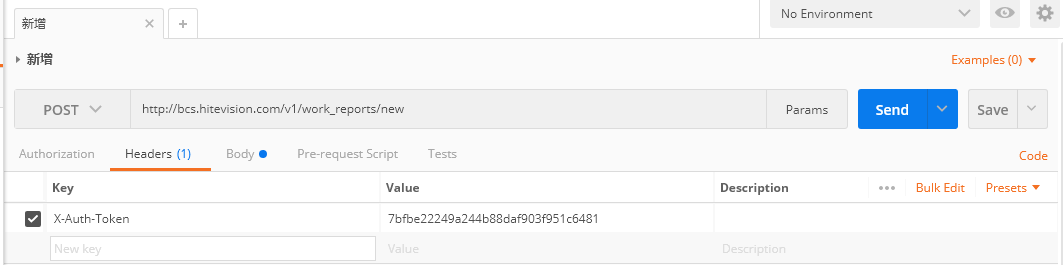 新增 × +
No Environment
新增
Examples (0)
POST http://bcs.hitevision.com/v1/work_reports/new Params Send Save
Authorization Headers (1) Body Pre-request Script Tests Code
Key Value Description ••• Bulk Edit Presets
X-Auth-Token 7bfbe22249a244b88daf903f951c6481
New key Value Description